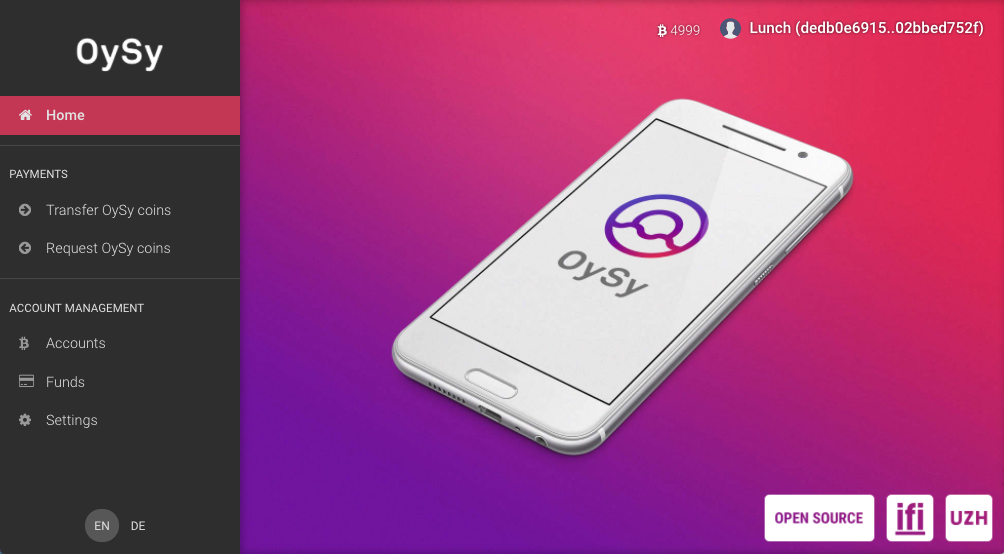 OySy
Home
PAYMENTS
Transfer OySy coins
Request OySy coins
ACCOUNT MANAGEMENT
Accounts
Funds
Settings
EN DE
4999 Lunch (dedb0e6915..02bbed752f)
OySy
OPEN SOURCE ifi UZH